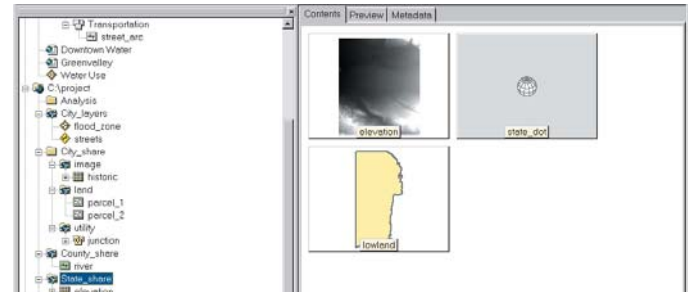 Transportation
street_arc
Downtown Water
Greenvalley
Water Use
C:\project
Analysis
City_layers
flood_zone
streets
City_share
image
historic
land
parcel_1
parcel_2
utility
junction
County_share
river
State_share
elevation
Contents Preview Metadata
elevation
state_dot
lowland